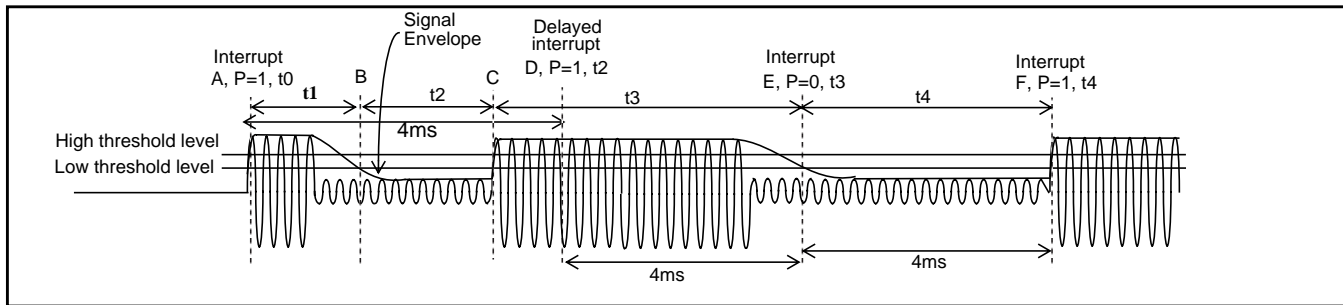 Signal
Envelope
Delayed
interrupt
D, P=1, t2
Interrupt
A, P=1, t0
B
C
Interrupt
E, P=0, t3
Interrupt
F, P=1, t4
t1
t2
t3
t4
4ms
High threshold level
Low threshold level
4ms
4ms